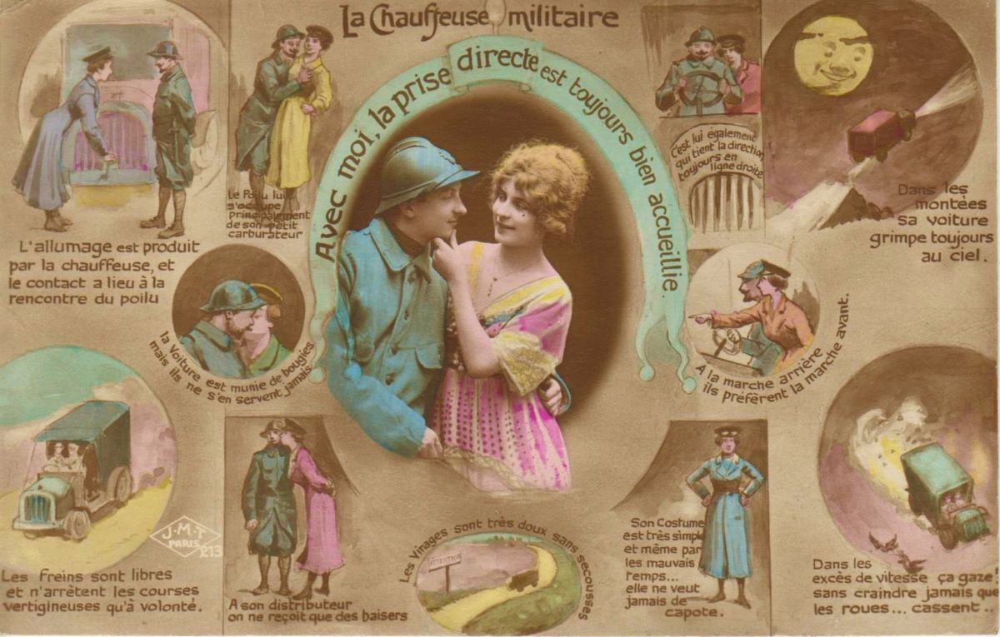 La Chauffeuse militaire
Avec moi, la prise directe est toujours bien accueillie.
L'allumage est produit
par la chauffeuse, et
le contact a lieu à la
rencontre du poilu
Le Poilu lui
s'occupe
principalement
de son petit
carburateur
C'est lui également
qui tient la direction
toujours en
ligne droite
Dans les
montées
sa voiture
grimpe toujours
au ciel.
la voiture est munie de bougies
mais ils ne s'en servent jamais
A la marche arrière
ils préfèrent la marche avant.
J.M.T
PARIS
213
Les freins sont libres
et n'arrètent les courses
vertigineuses qu'à volonté.
A son distributeur
on ne reçoit que des baisers
Les Virages sont très doux sans secousses
ATTENTION
Son Costume
est très simple
et même par
les mauvais
temps...
elle ne veut
jamais de
capote.
Dans les
excès de vitesse ça gaze
sans craindre jamais que
les roues... cassent..